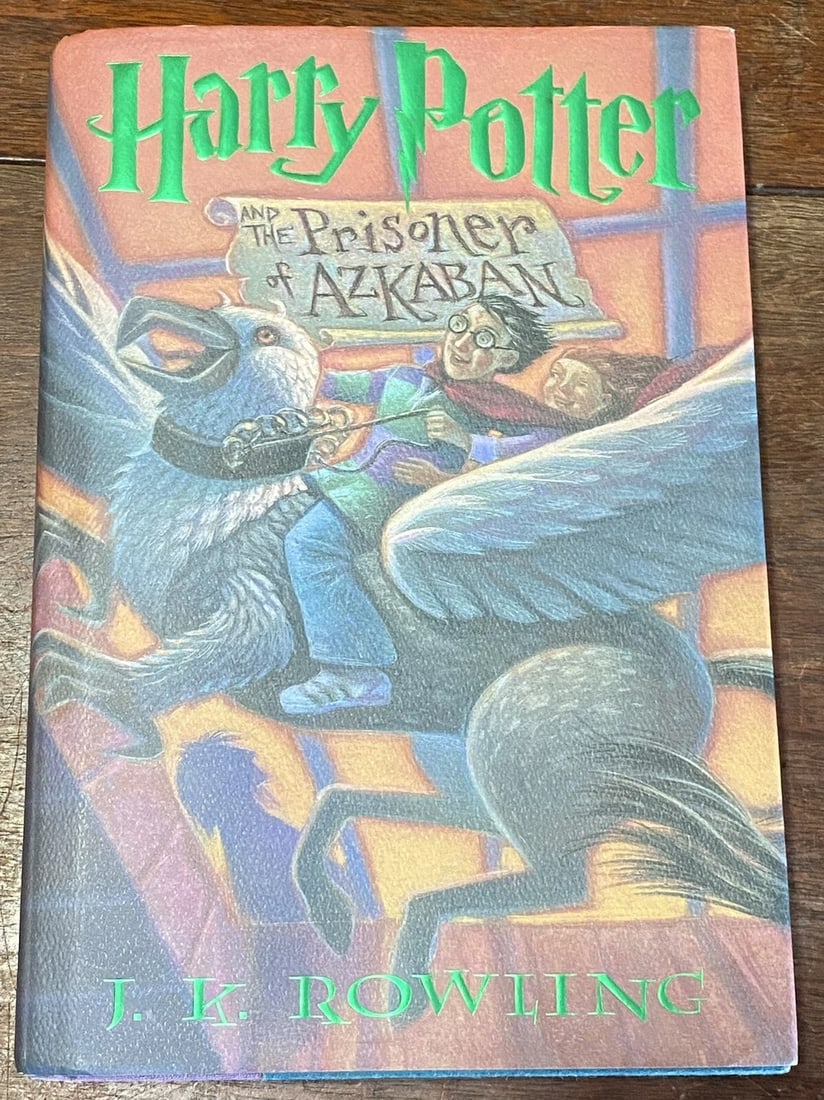 Harry Potter
AND THE Prisoner
of AZKABAN
J. K. ROWLING